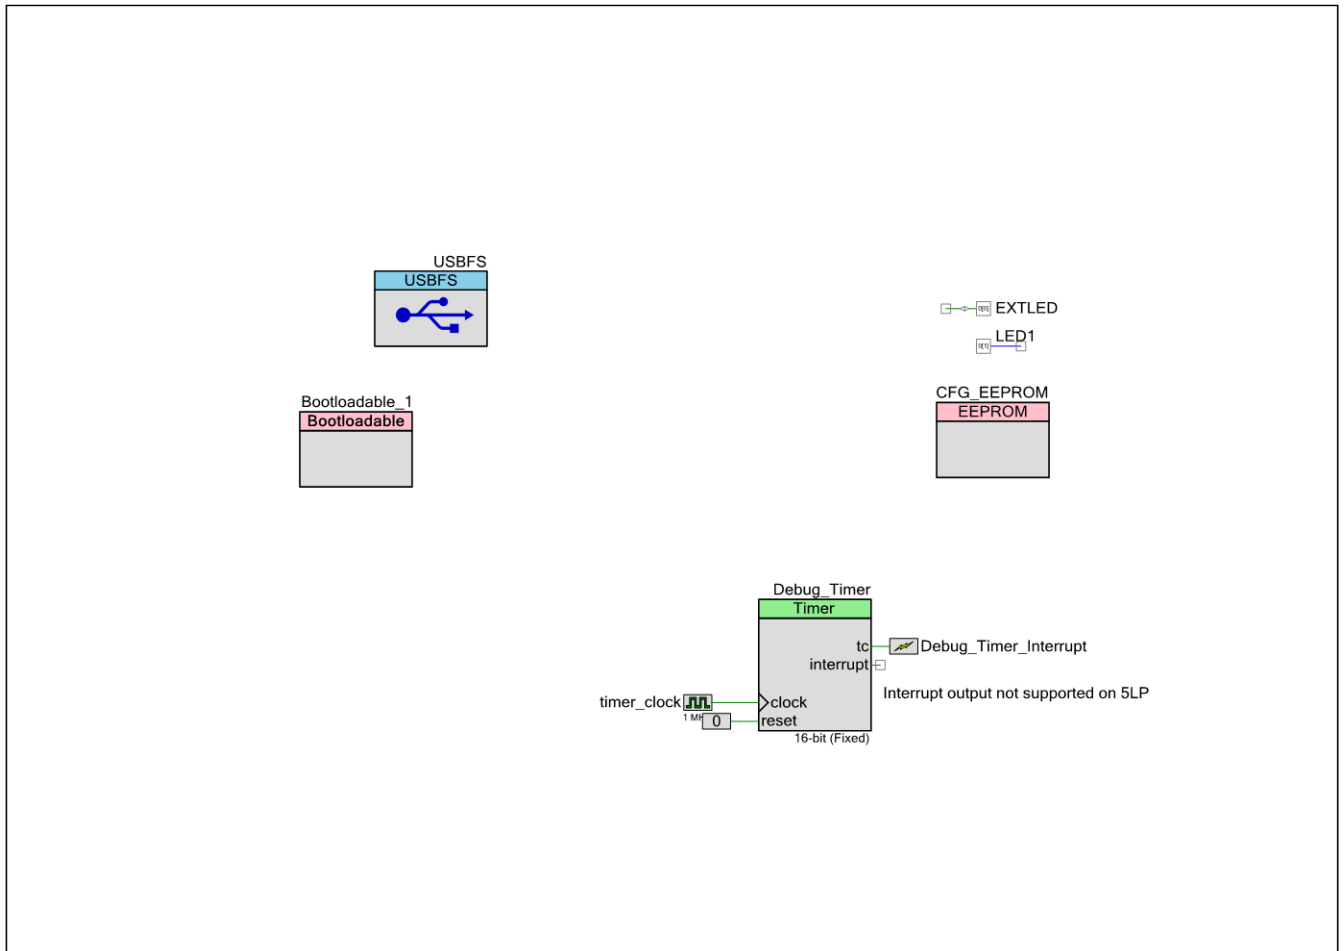 USBFS
USBFS
EXTLED
LED1
Bootloadable_1
Bootloadable
CFG_EEPROM
EEPROM
Debug_Timer
Timer
tc
Debug_Timer_Interrupt
interrupt
Interrupt output not supported on 5LP
timer_clock
clock
1
0
reset
16-bit (Fixed)